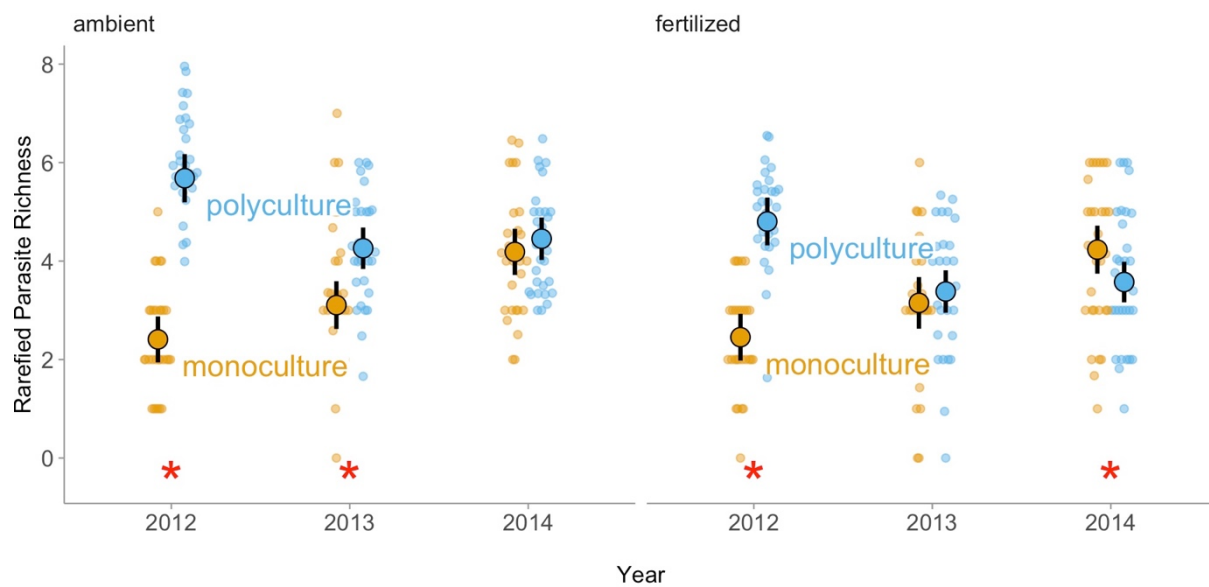 ambient
fertilized
Rarefied Parasite Richness
8
6
4
2
0
polyculture
monoculture
polyculture
monoculture
* * * *
2012 2013 2014 2012 2013 2014
Year